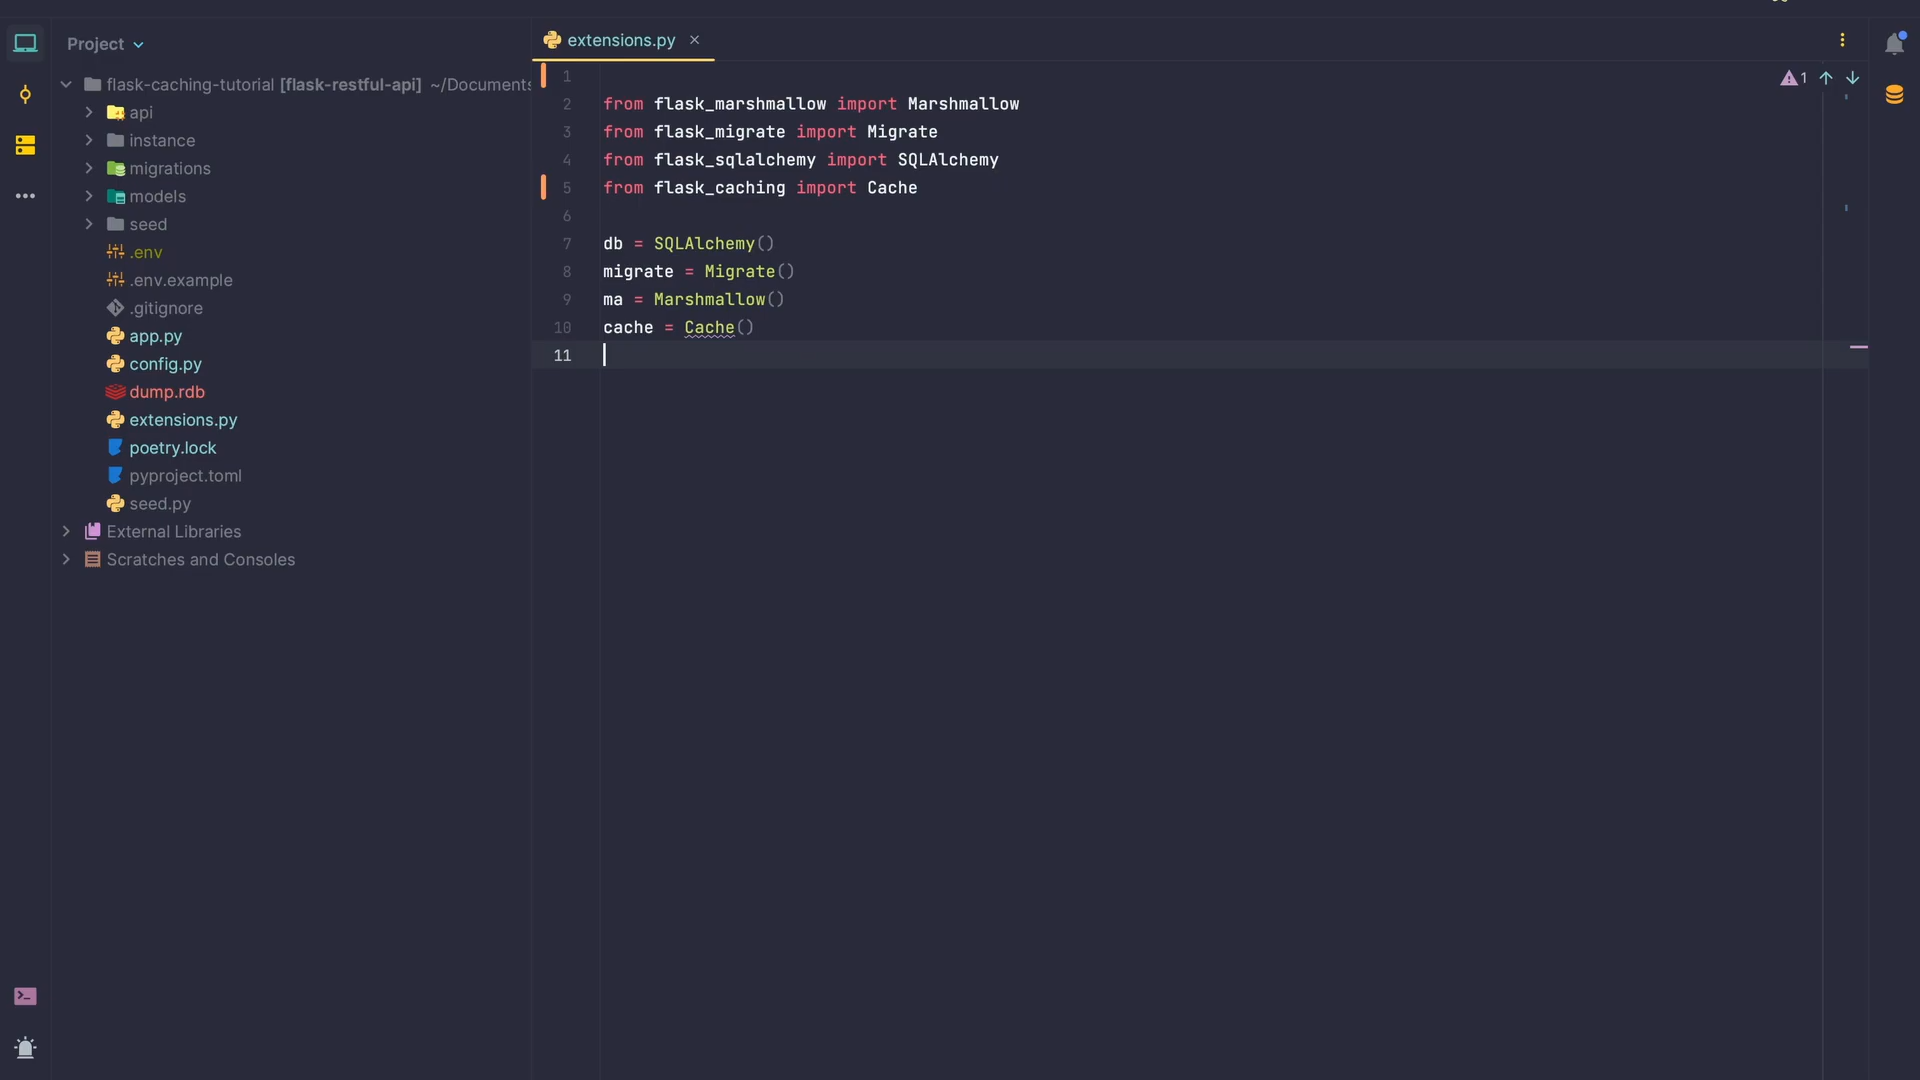 Project
flask-caching-tutorial [flask-restful-api] ~/Documents
api
instance
migrations
models
seed
.env
.env.example
.gitignore
app.py
config.py
dump.rdb
extensions.py
poetry.lock
pyproject.toml
seed.py
External Libraries
Scratches and Consoles
extensions.py
1
1
2 from flask_marshmallow import Marshmallow
3 from flask_migrate import Migrate
4 from flask_sqlalchemy import SQLAlchemy
5 from flask_caching import Cache
6
7 db = SQLAlchemy()
8 migrate = Migrate()
9 ma = Marshmallow()
10 cache = Cache()
11